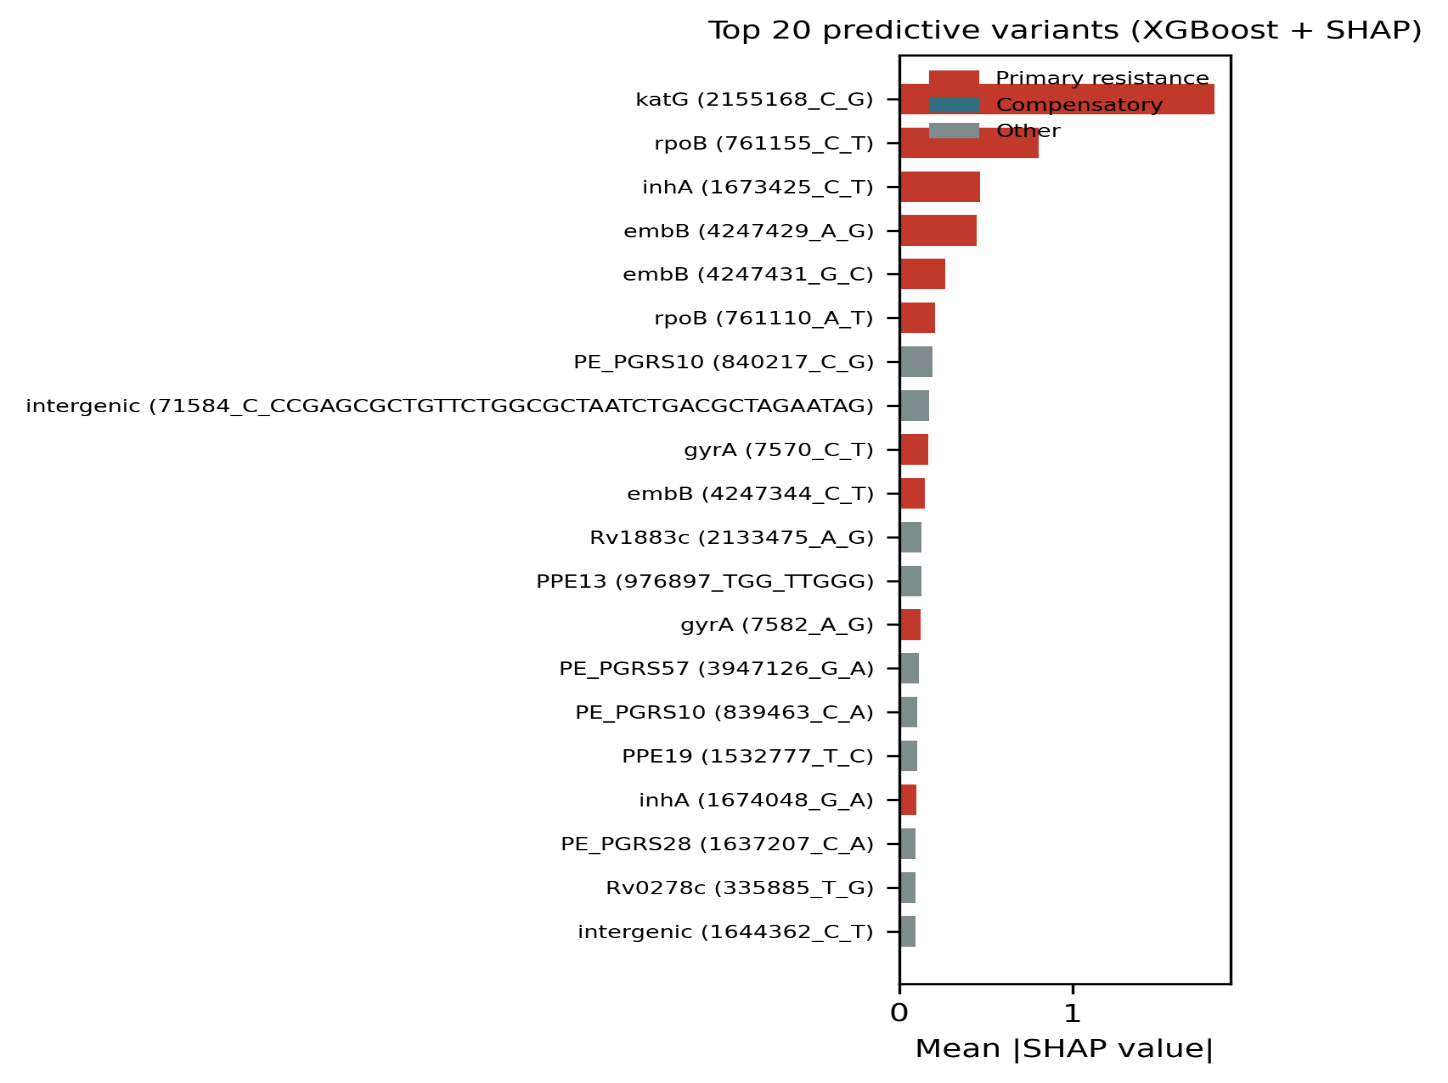 Top 20 predictive variants (XGBoost + SHAP)
Primary resistance
Compensatory
Other
katG (2155168_C_G)
rpoB (761155_C_T)
inhA (1673425_C_T)
embB (4247429_A_G)
embB (4247431_G_C)
rpoB (761110_A_T)
PE_PGRS10 (840217_C_G)
intergenic (71584_C_CCGAGCGCTGTTCTGGCGCTAATCTGACGCTAGAATAG)
gyrA (7570_C_T)
embB (4247344_C_T)
Rv1883c (2133475_A_G)
PPE13 (976897_TGG_TTGGG)
gyrA (7582_A_G)
PE_PGRS57 (3947126_G_A)
PE_PGRS10 (839463_C_A)
PPE19 (1532777_T_C)
inhA (1674048_G_A)
PE_PGRS28 (1637207_C_A)
Rv0278c (335885_T_G)
intergenic (1644362_C_T)
0 1
Mean |SHAP value|